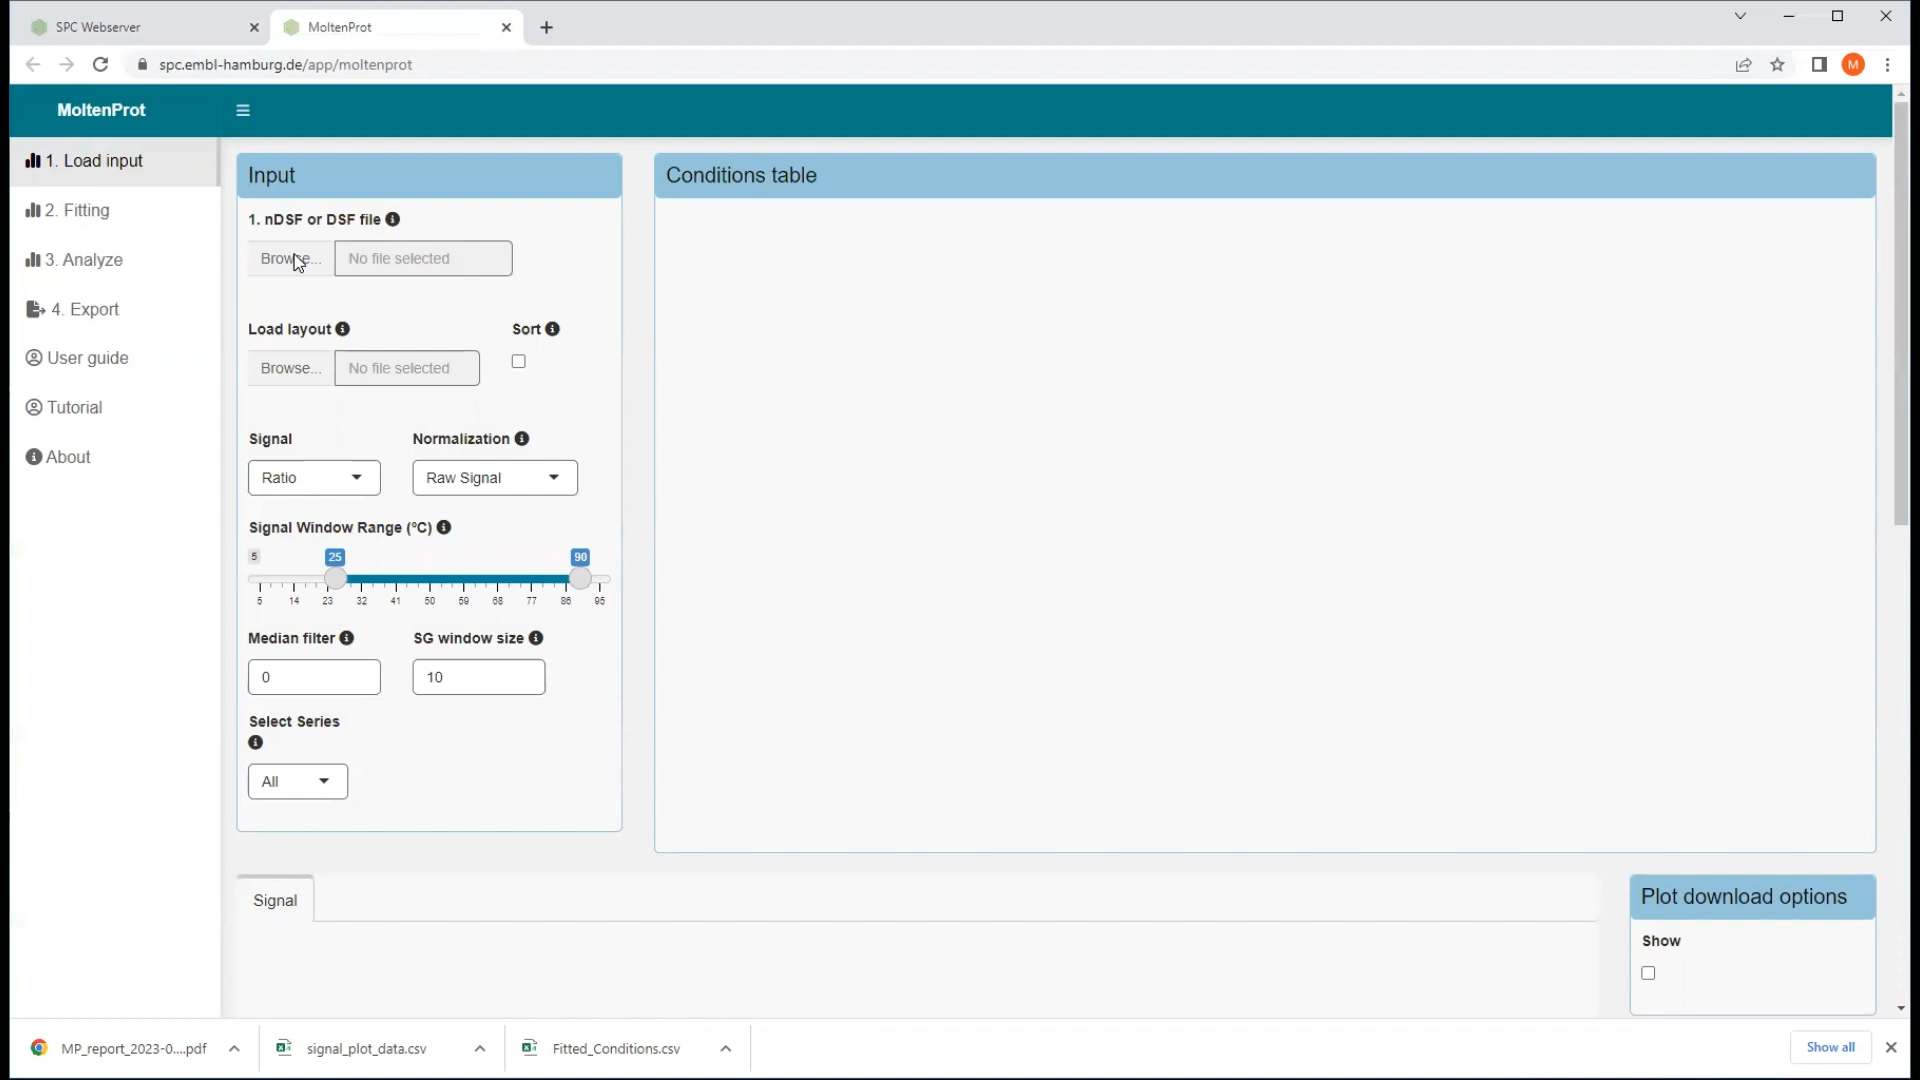 SPC Webserver
MoltenProt
spc.embl-hamburg.de/app/moltenprot
M
MoltenProt
1. Load input
2. Fitting
3. Analyze
4. Export
User guide
Tutorial
About
Input
1. nDSF or DSF file
Browse... No file selected
Load layout Sort
Browse... No file selected
Signal Normalization
Ratio Raw Signal
Signal Window Range (°C)
5 25 90
5 14 23 32 41 50 59 68 77 86 95
Median filter SG window size
0 10
Select Series
All
Conditions table
Signal
Plot download options
Show
MP_report_2023-0....pdf signal_plot_data.csv Fitted_Conditions.csv Show all